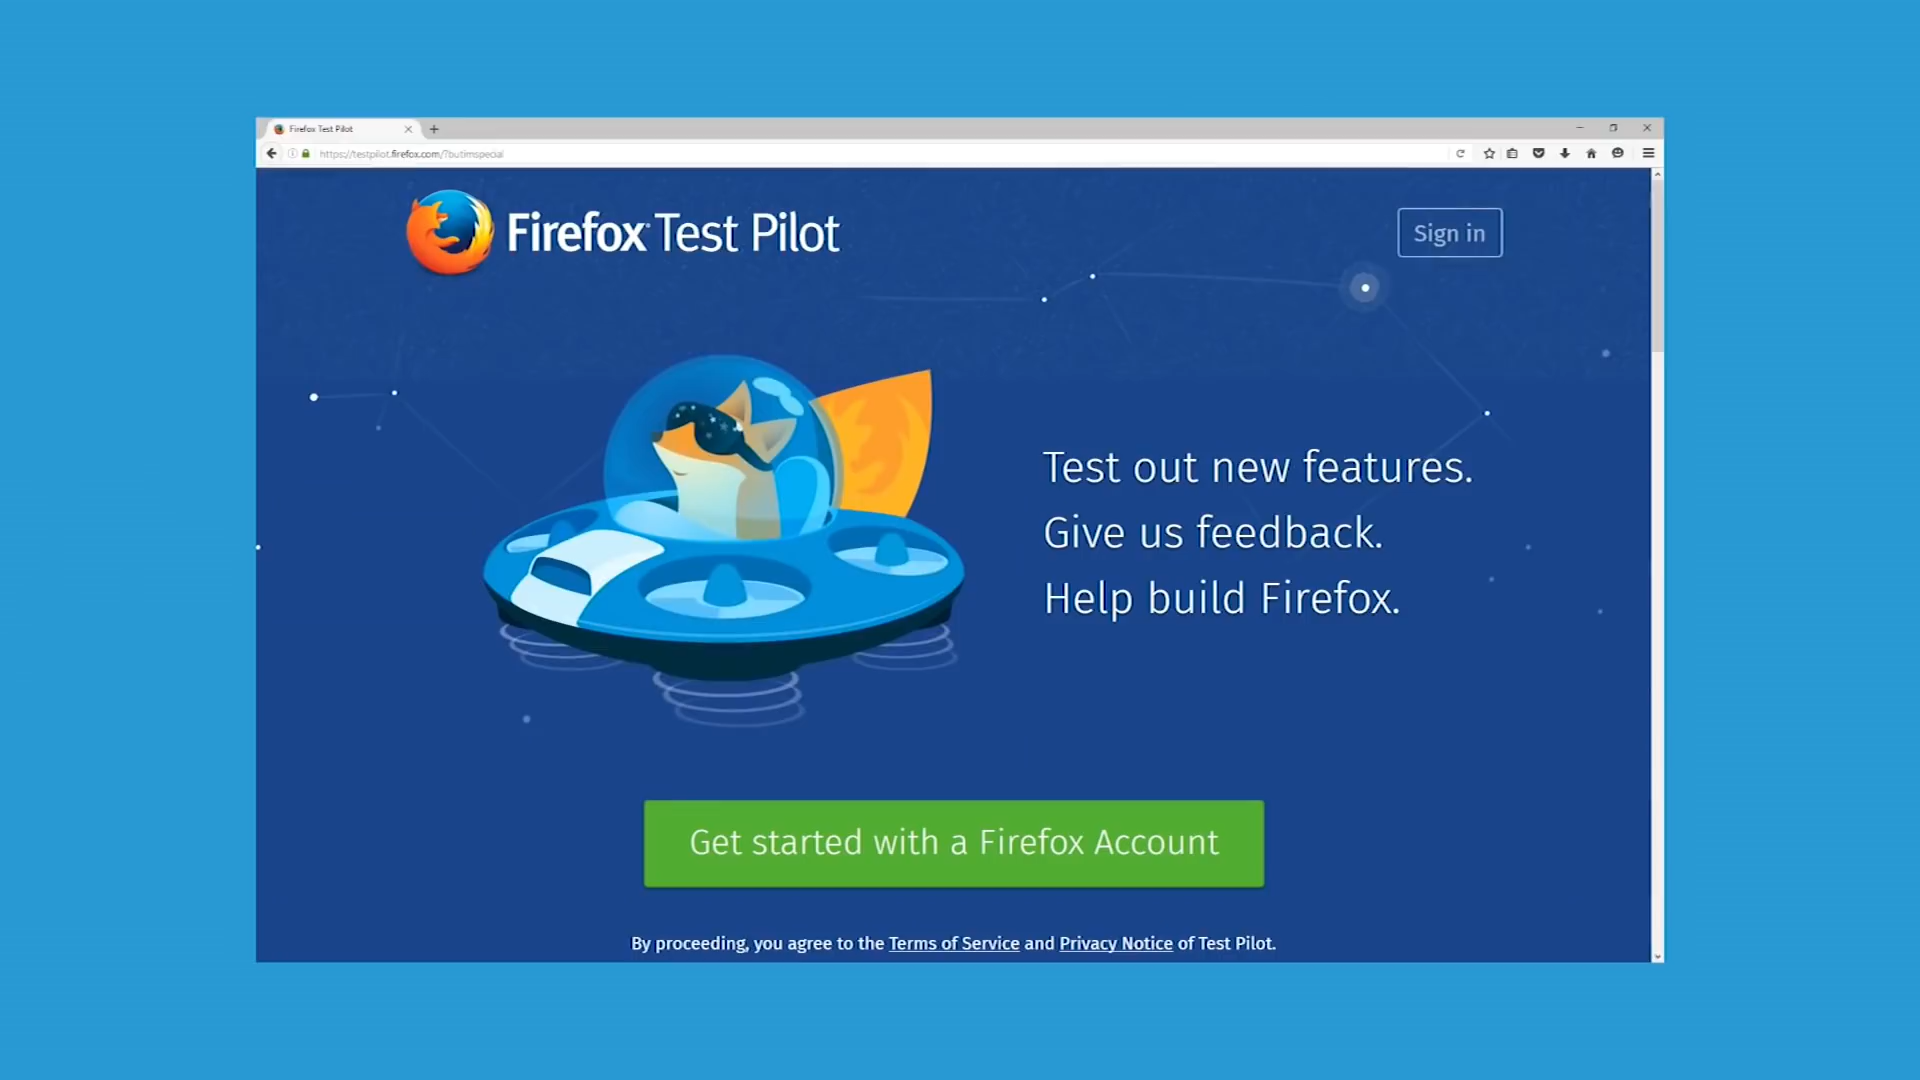 Firefox Test Pilot
https://testpilot.firefox.com/?butimspecial
Firefox Test Pilot
Sign in
Test out new features.
Give us feedback.
Help build Firefox.
Get started with a Firefox Account
By proceeding, you agree to the Terms of Service and Privacy Notice of Test Pilot.